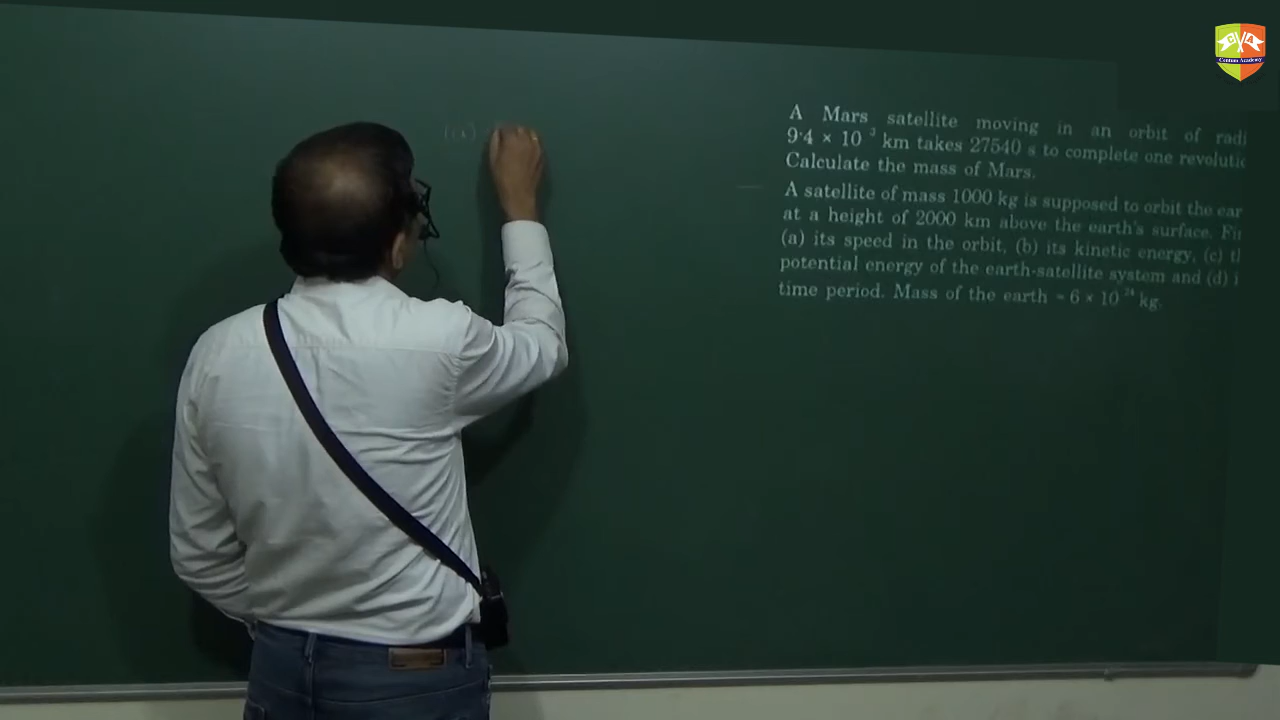 (a)
A Mars satellite moving in an orbit of radi
9·4 × 10 ³ km takes 27540 s to complete one revolutic
Calculate the mass of Mars.
A satellite of mass 1000 kg is supposed to orbit the ear
at a height of 2000 km above the earth's surface. Fi
(a) its speed in the orbit, (b) its kinetic energy, (c) tl
potential energy of the earth-satellite system and (d) i
time period. Mass of the earth = 6 × 10 ²⁴ kg.
C A
Centum Academy